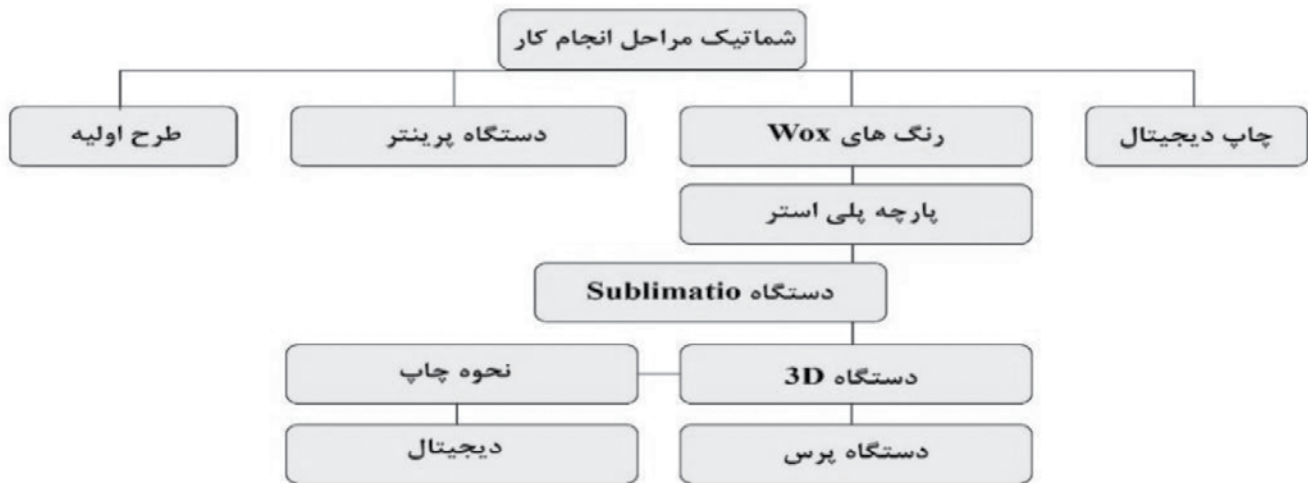 شماتیک مراحل انجام کار
چاپ دیجیتال
رنگ های Wox
دستگاه پرینتر
طرح اولیه
پارچه پلی استر
دستگاه Sublimatio
دستگاه 3D
نحوه چاپ
دستگاه پرس
دیجیتال